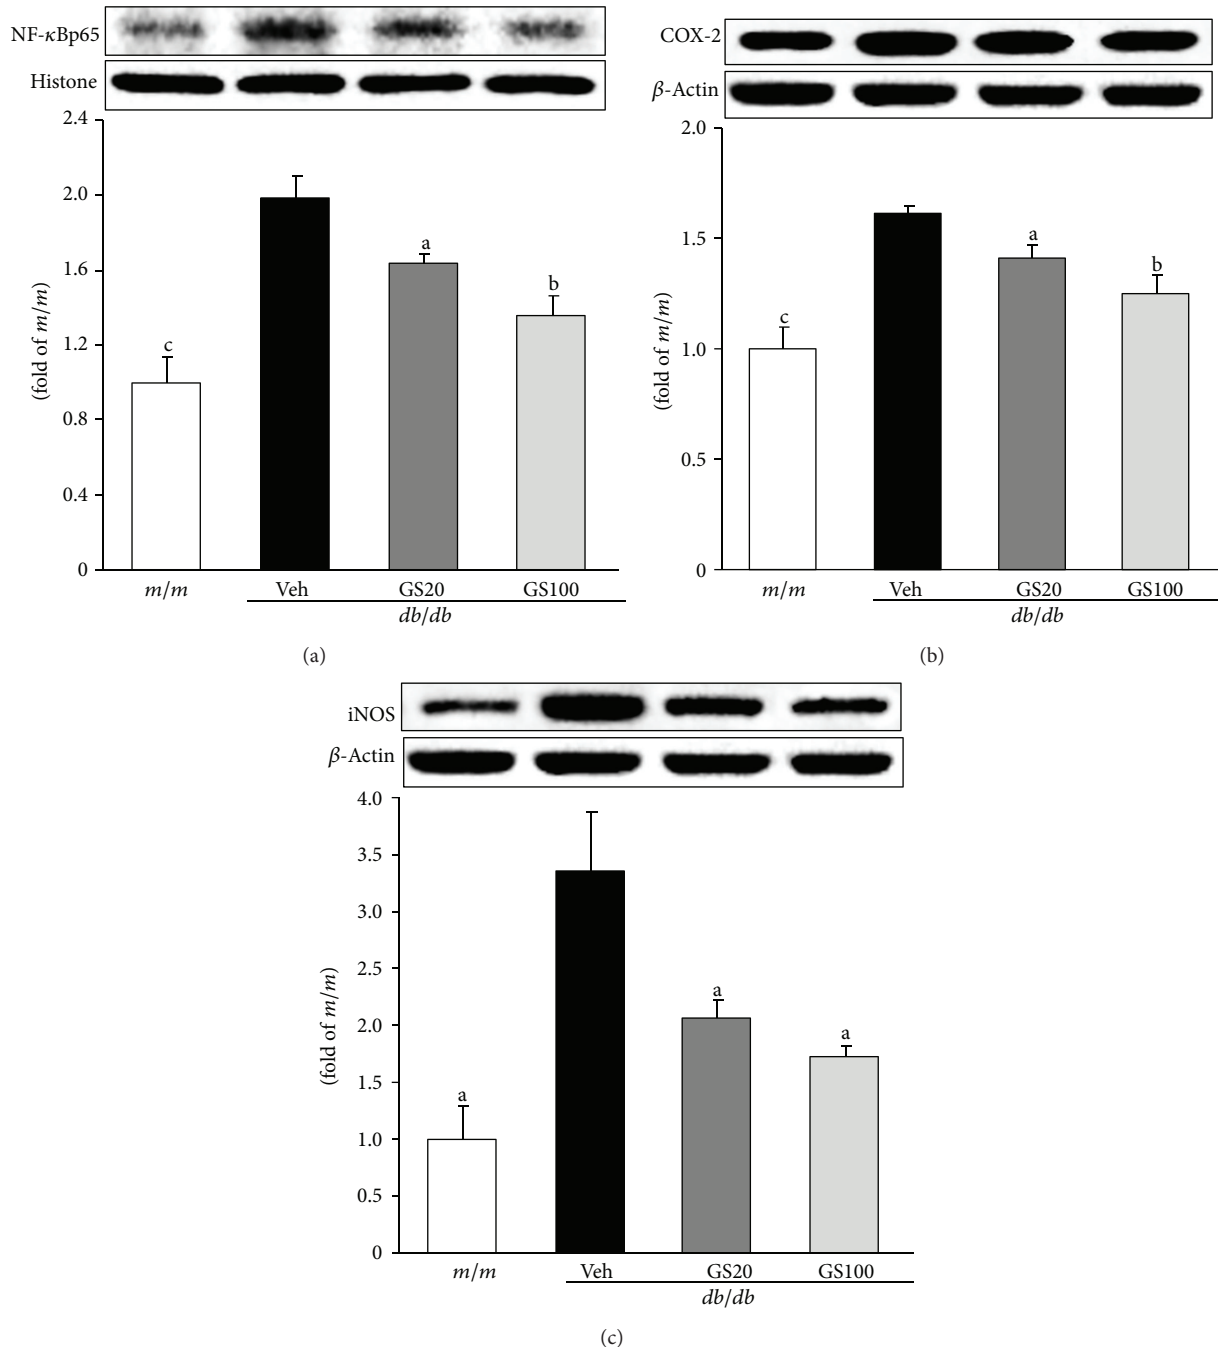 NF-κBp65
Histone
2.4
2.0
1.6
1.2
0.8
0.4
0
(fold of m/m)
c
a
b
m/m Veh GS20 GS100
db/db
(a)
COX-2
β-Actin
2.0
1.5
1.0
0.5
0
(fold of m/m)
c
a
b
m/m Veh GS20 GS100
db/db
(b)
iNOS
β-Actin
4.0
3.5
3.0
2.5
2.0
1.5
1.0
0.5
0
(fold of m/m)
a
a
a
m/m Veh GS20 GS100
db/db
(c)